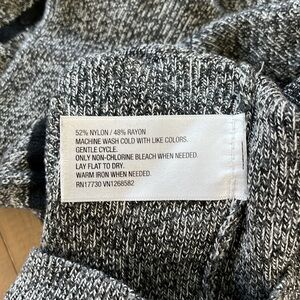 52% NYLON / 48% RAYON
MACHINE WASH COLD WITH LIKE COLORS.
GENTLE CYCLE.
ONLY NON-CHLORINE BLEACH WHEN NEEDED.
LAY FLAT TO DRY.
WARM IRON WHEN NEEDED.
RN17730 VN1268582